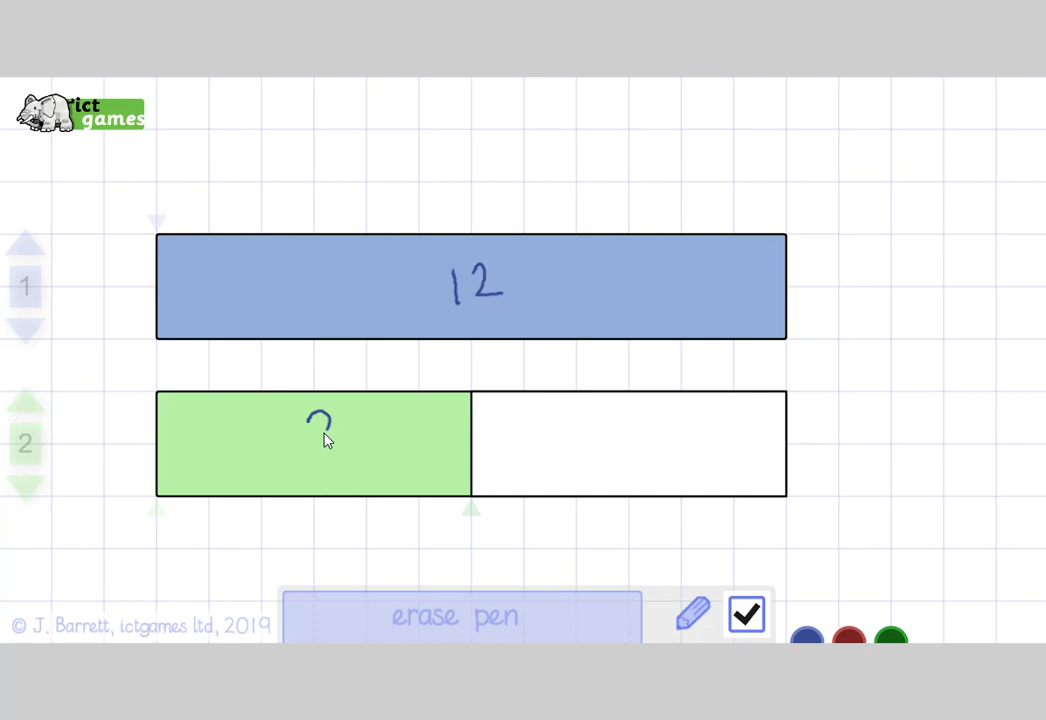 ict
games
1
12
2
?
erase pen
© J. Barrett, ictgames ltd, 2019